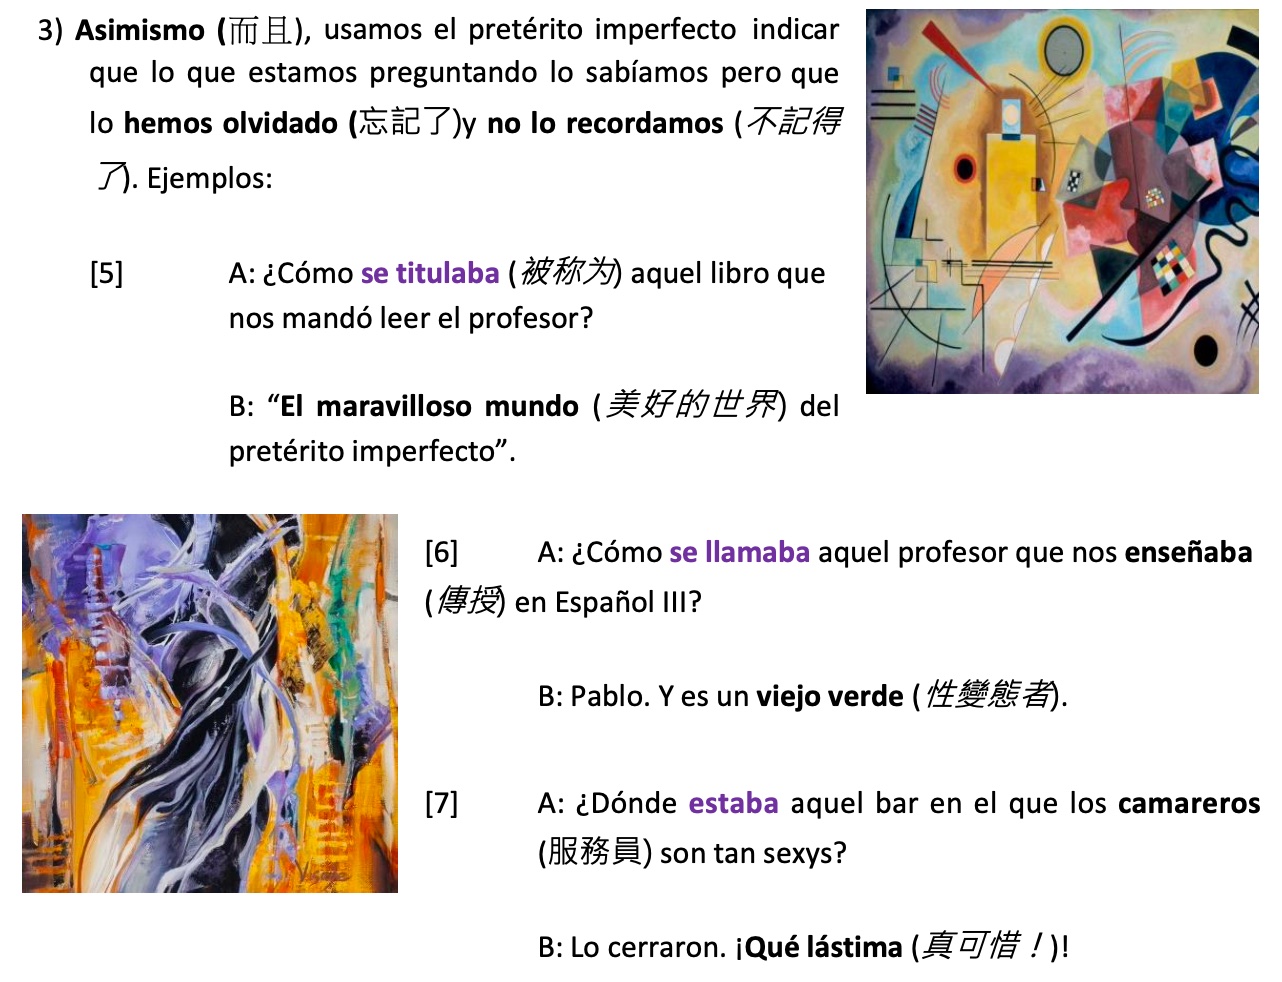 3) Asimismo (而且), usamos el pretérito imperfecto indicar
que lo que estamos preguntando lo sabíamos pero que
lo hemos olvidado (忘記了)y no lo recordamos (不記得
了). Ejemplos:
[5] A: ¿Cómo se titulaba (被称为) aquel libro que
nos mandó leer el profesor?
B: “El maravilloso mundo (美好的世界) del
pretérito imperfecto”.
[6] A: ¿Cómo se llamaba aquel profesor que nos enseñaba
(傳授) en Español III?
B: Pablo. Y es un viejo verde (性變態者).
[7] A: ¿Dónde estaba aquel bar en el que los camareros
(服務員) son tan sexys?
B: Lo cerraron. ¡Qué lástima (真可惜！)!